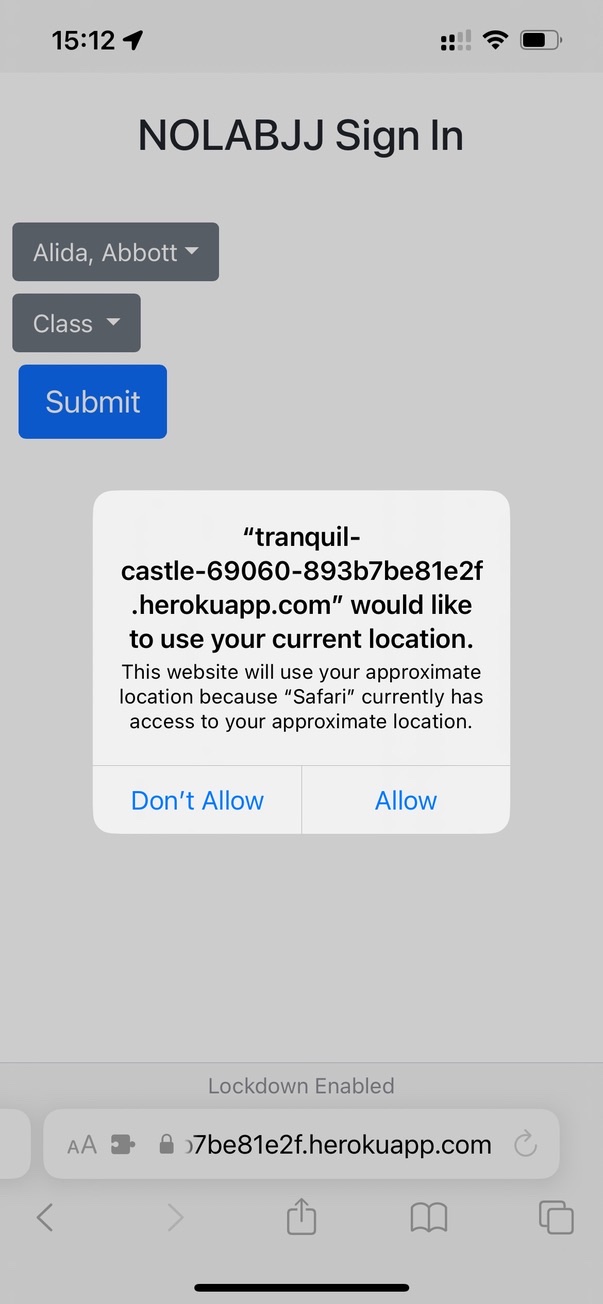 15:12
NOLABJJ Sign In
Alida, Abbott
Class
Submit
“tranquil-
castle-69060-893b7be81e2f
.herokuapp.com” would like
to use your current location.
This website will use your approximate
location because “Safari” currently has
access to your approximate location.
Don’t Allow
Allow
Lockdown Enabled
AA
7be81e2f.herokuapp.com